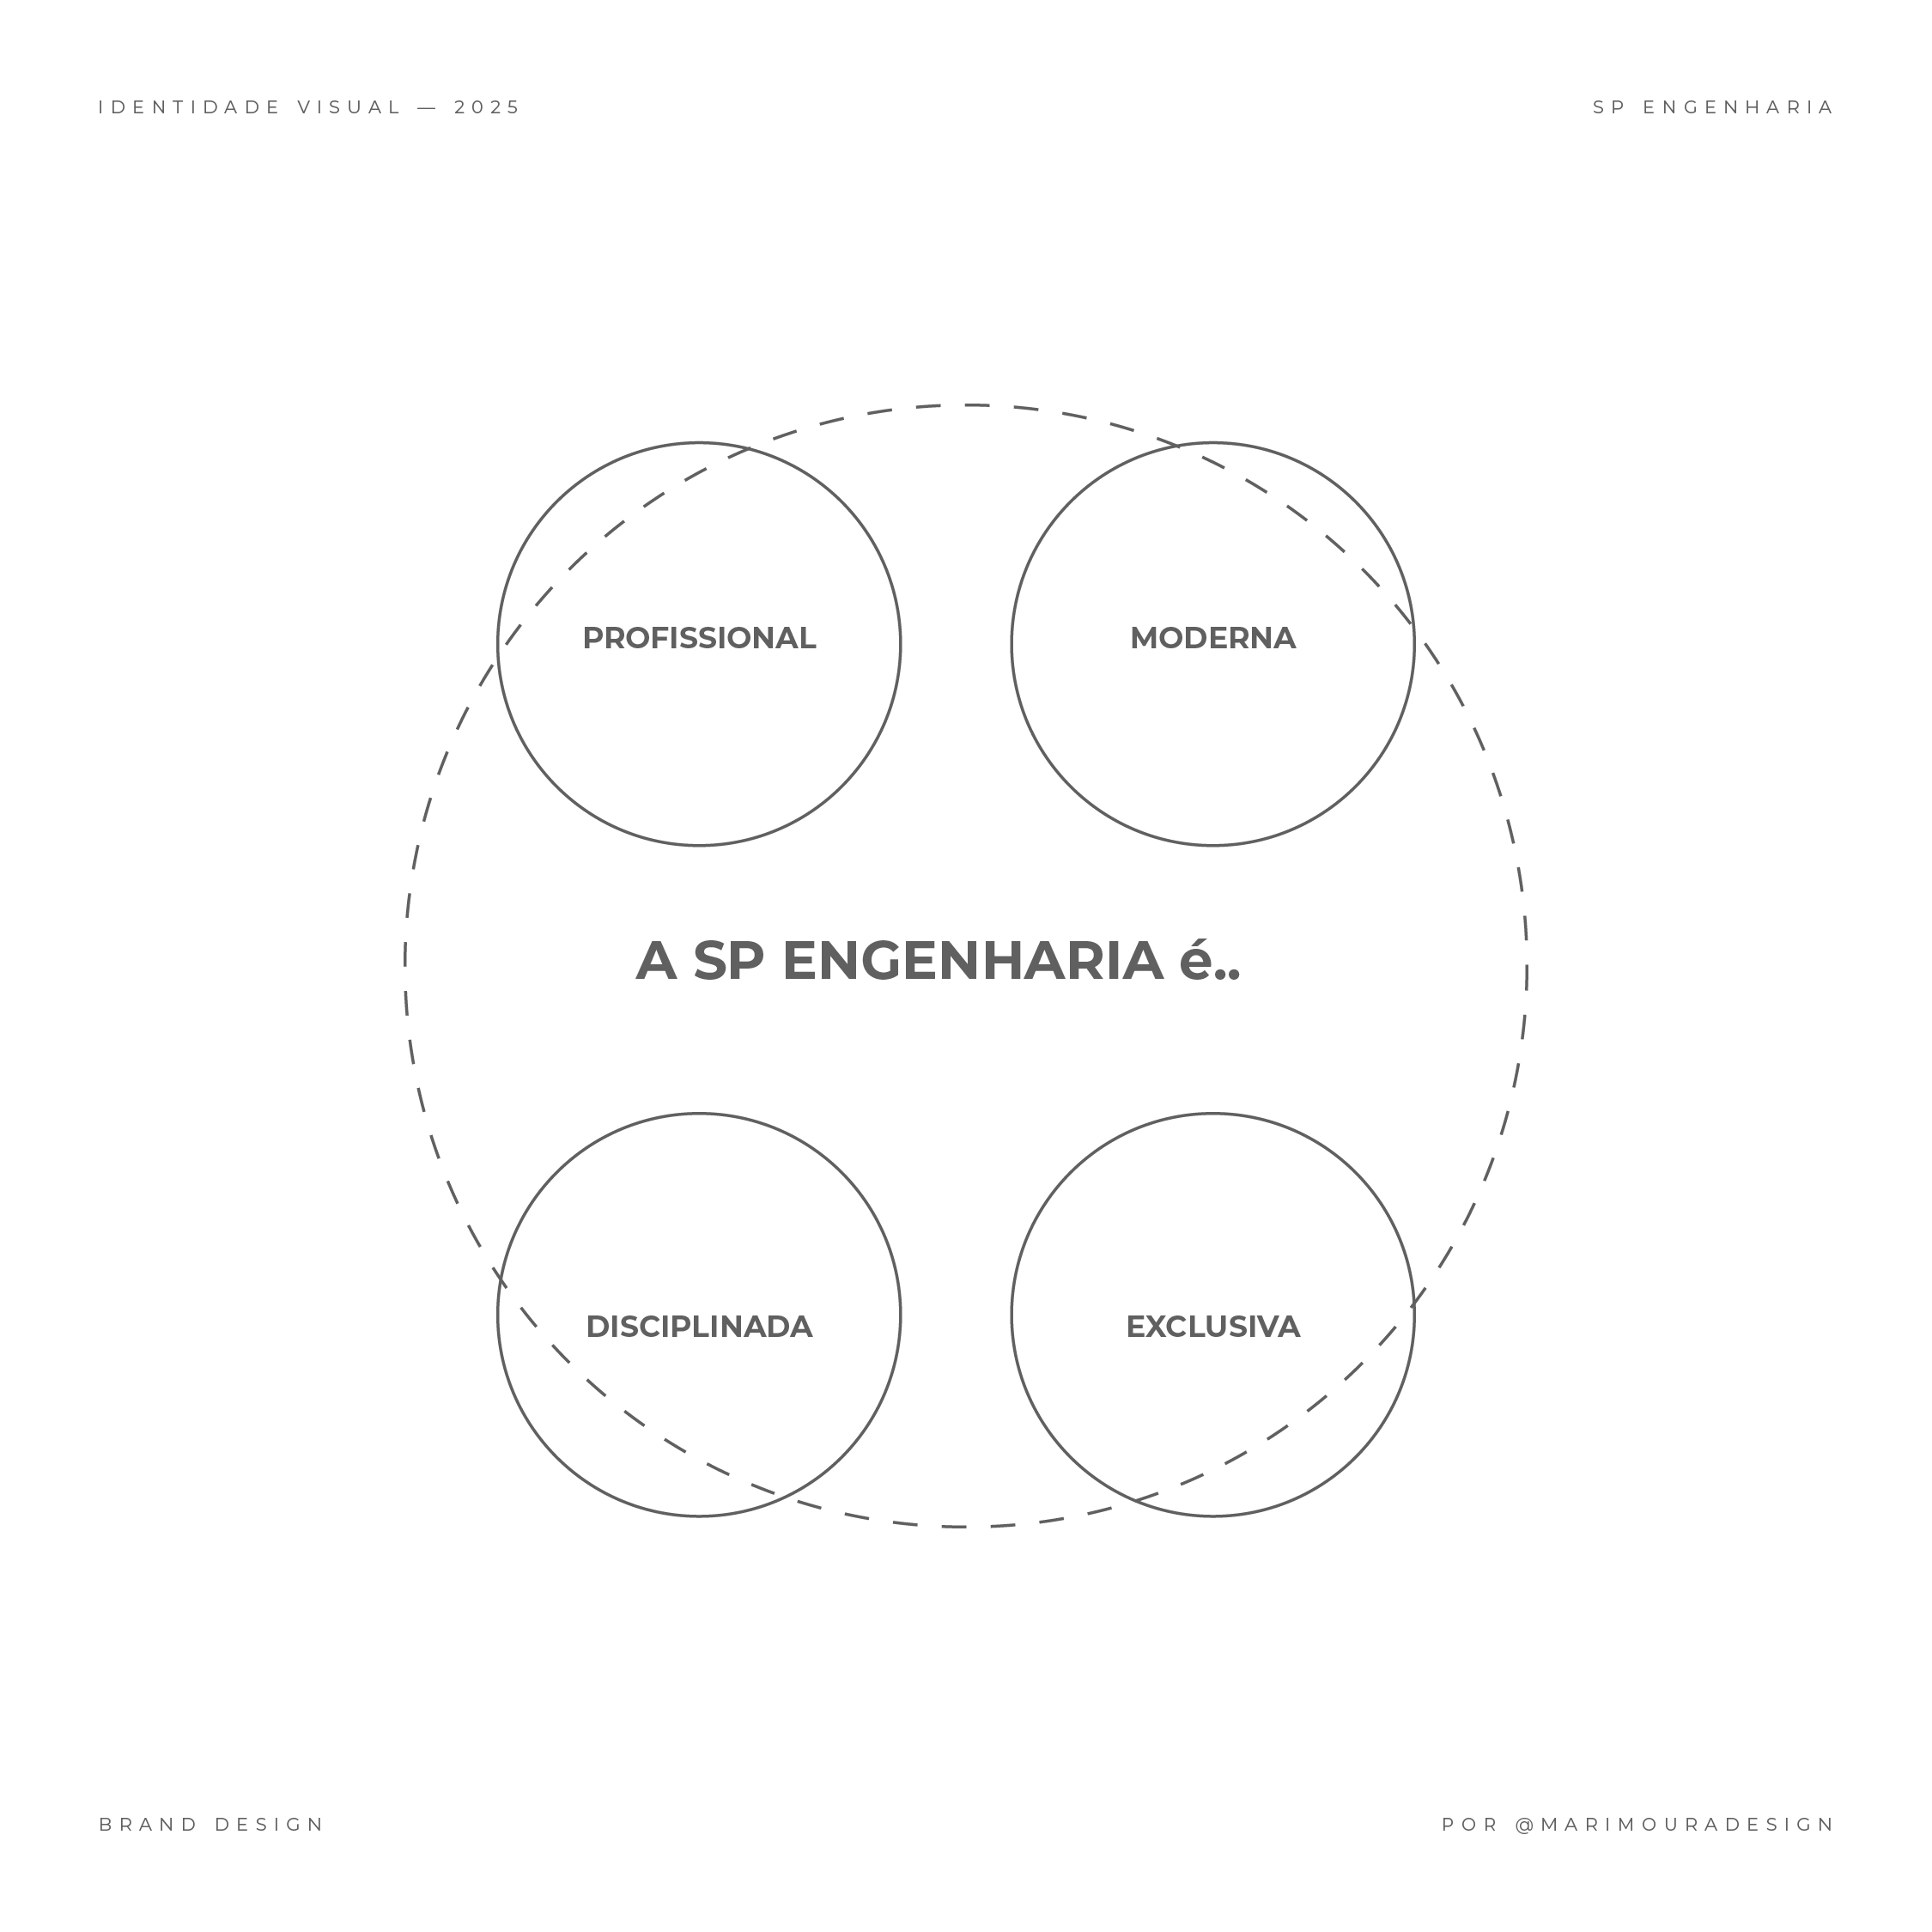 IDENTIDADE VISUAL — 2025
SP ENGENHARIA
PROFISSIONAL
MODERNA
A SP ENGENHARIA é..
DISCIPLINADA
EXCLUSIVA
BRAND DESIGN
POR @MARIMOURADESIGN